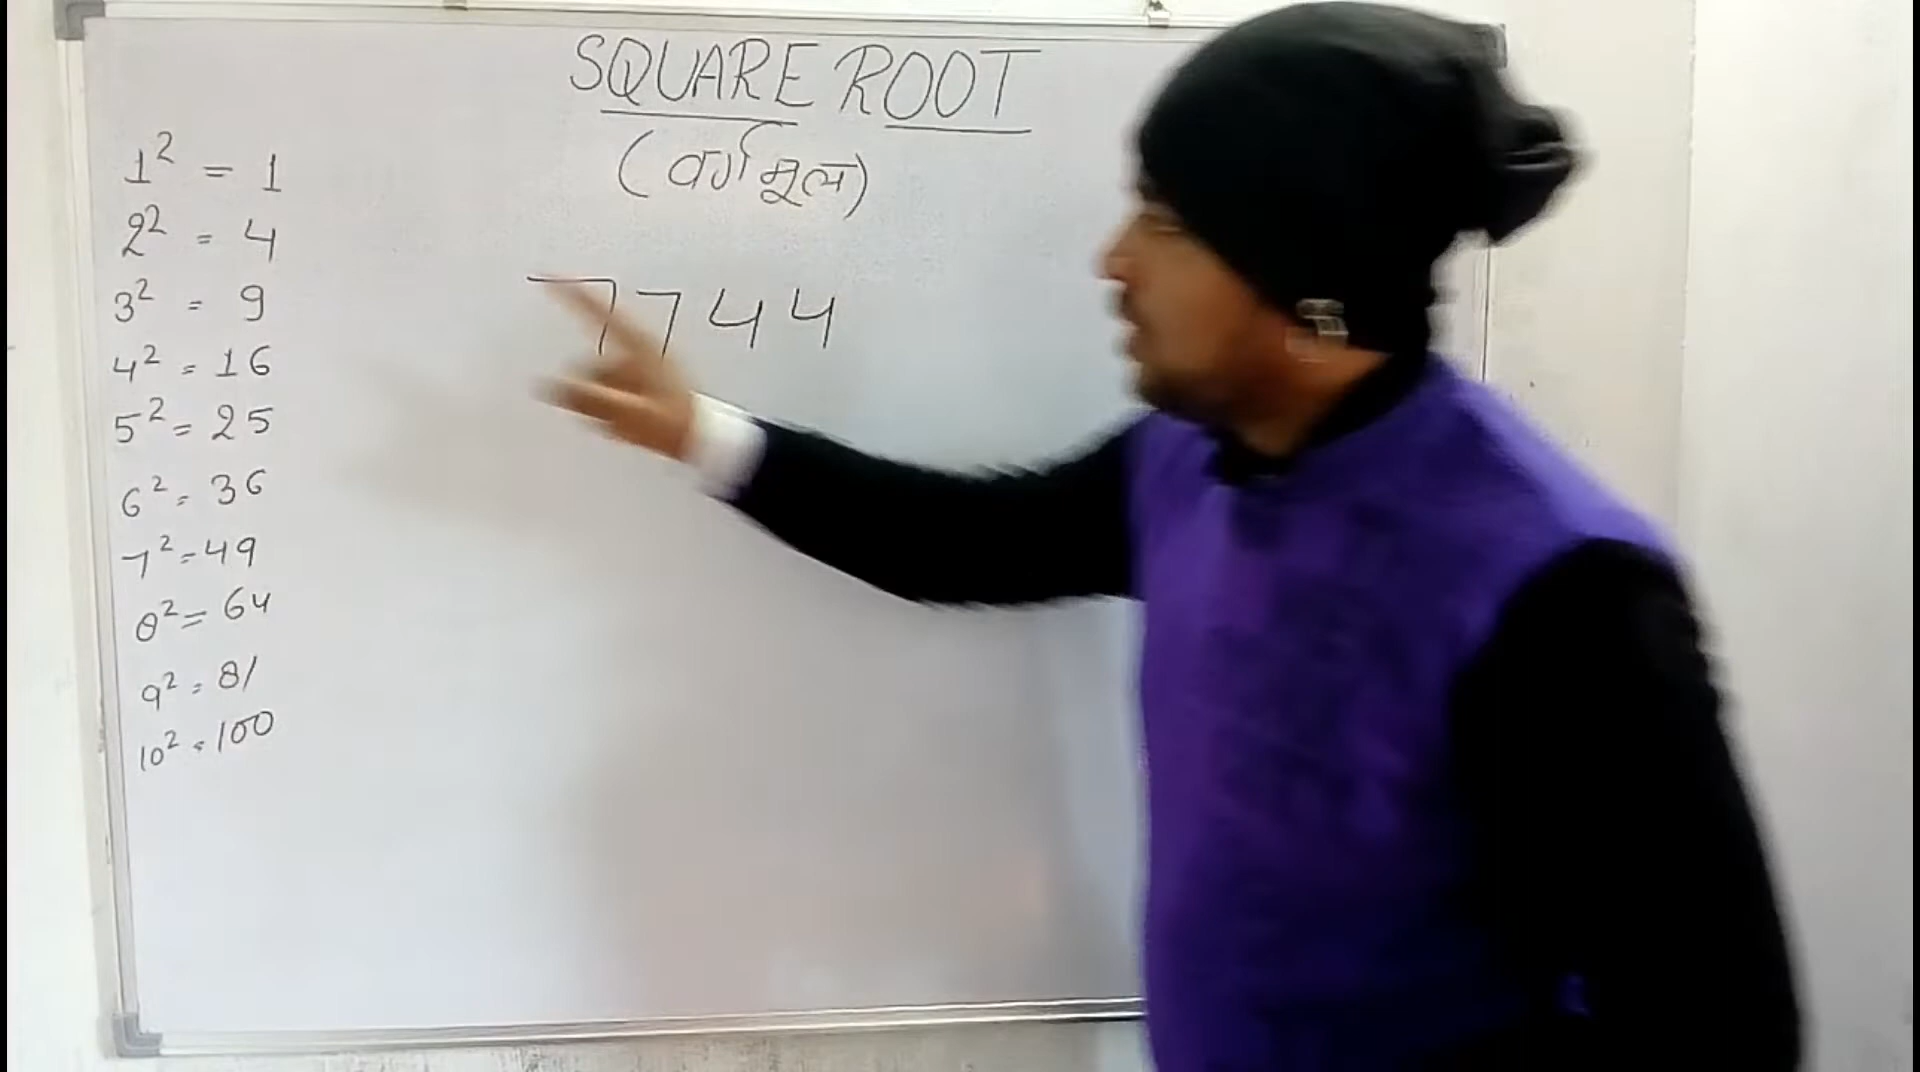 SQUARE ROOT
(वर्गमूल)
7744
1² = 1
2² = 4
3² = 9
4² = 16
5² = 25
6² = 36
7² = 49
8² = 64
9² = 81
10² = 100